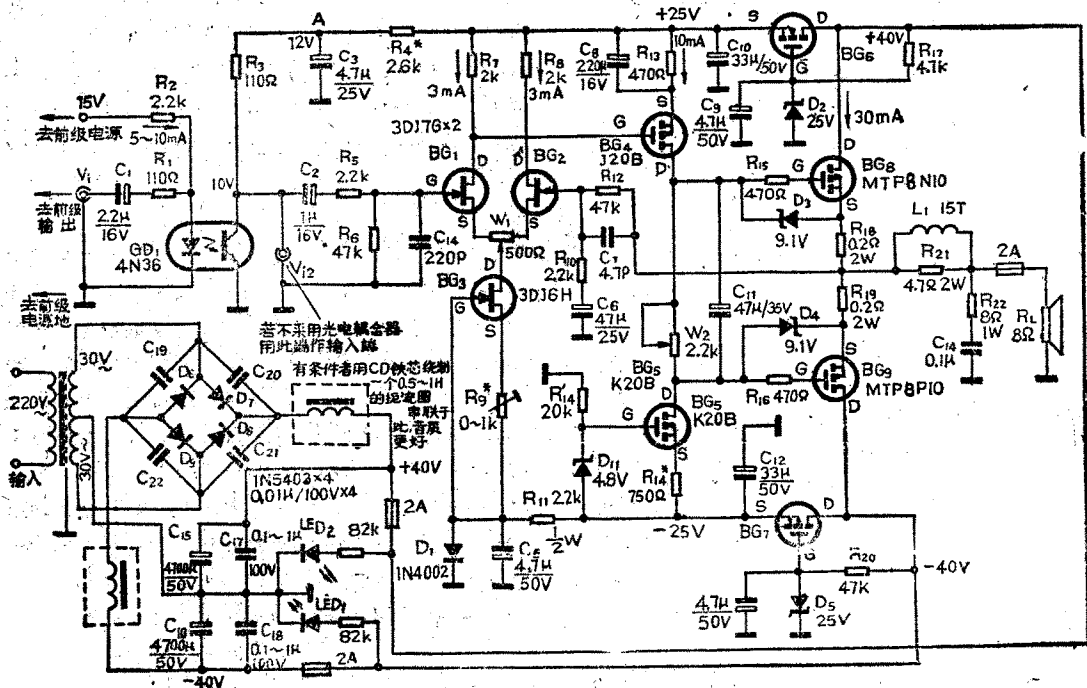 A
12V
C3
4.7μ
25V
R4*
2.6k
+25V
S
D
G
BG6
+40V
R17
4.7k
R3
110Ω
R2
2.2k
15V
去前级电源
5~10mA
Vi
去前级
输出
C1
2.2μ
16V
R'1
110Ω
10V
GD1
4N36
去前级
电源地
C2
1μ
16V
R5
2.2k
R6
47k
Vi2
若不采用光电耦合器
用此端作输入端
R7
2k
3mA
R8
2k
3mA
3DJ7G×2
BG1
D
G
S
BG2
D
S
W1
500Ω
C14
220P
BG3
D
G
S
3DJ6H
C8
220μ
16V
R13
470Ω
10mA
C10
33μ/50V
C9
4.7μ
50V
D2
25V
30mA
BG4
J20B
G
S
D
R12
47k
R10
2.2k
C7
4.7P
C6
47μ
25V
R15
470Ω
G
D
S
BG8
MTP8N10
D3
9.1V
R18
0.2Ω
2W
R19
0.2Ω
2W
L1 15T
R21
4.7Ω 2W
2A
R22
8Ω
1W
C14
0.1μ
RL
8Ω
C11
47μ/35V
D4
9.1V
W2
2.2k
R16 470Ω
G
S
D
BG9
MTP8P10
BG5
K20B
BG5
K20B
D
G
S
R'14
20k
D11
4.8V
R14*
750Ω
R9*
0~1k
R11 2.2k
1/2W
-25V
C12
33μ
50V
S
D
G
BG7
R20
47k
-40V
4.7μ
50V
D5
25V
D1
1N4002
4.7μ
50V
220V
输入
30V
30V~
C19
C20
C21
C22
D6
D7
D8
D9
有条件者用CD铁芯绕制
一个0.5~1H
的线圈
串联于
此,音质
更好
1N5402×4
0.01μ/100V×4
+40V
2A
C15
4700μ
50V
C17
0.1~1μ
100V
LED2
82k
LED1
82k
4700μ
50V
C18
0.1~1μ
100V
2A
-40V